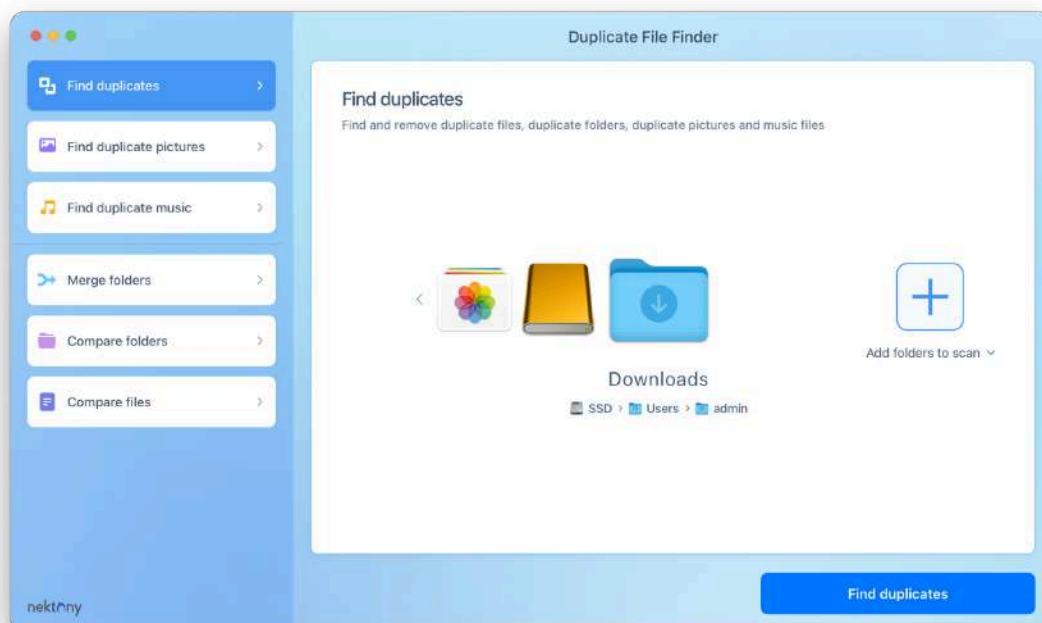 Duplicate File Finder
Find duplicates
Find duplicate pictures
Find duplicate music
Merge folders
Compare folders
Compare files
nektony
Find duplicates
Find and remove duplicate files, duplicate folders, duplicate pictures and music files
Add folders to scan
Downloads
SSD › Users › admin
Find duplicates